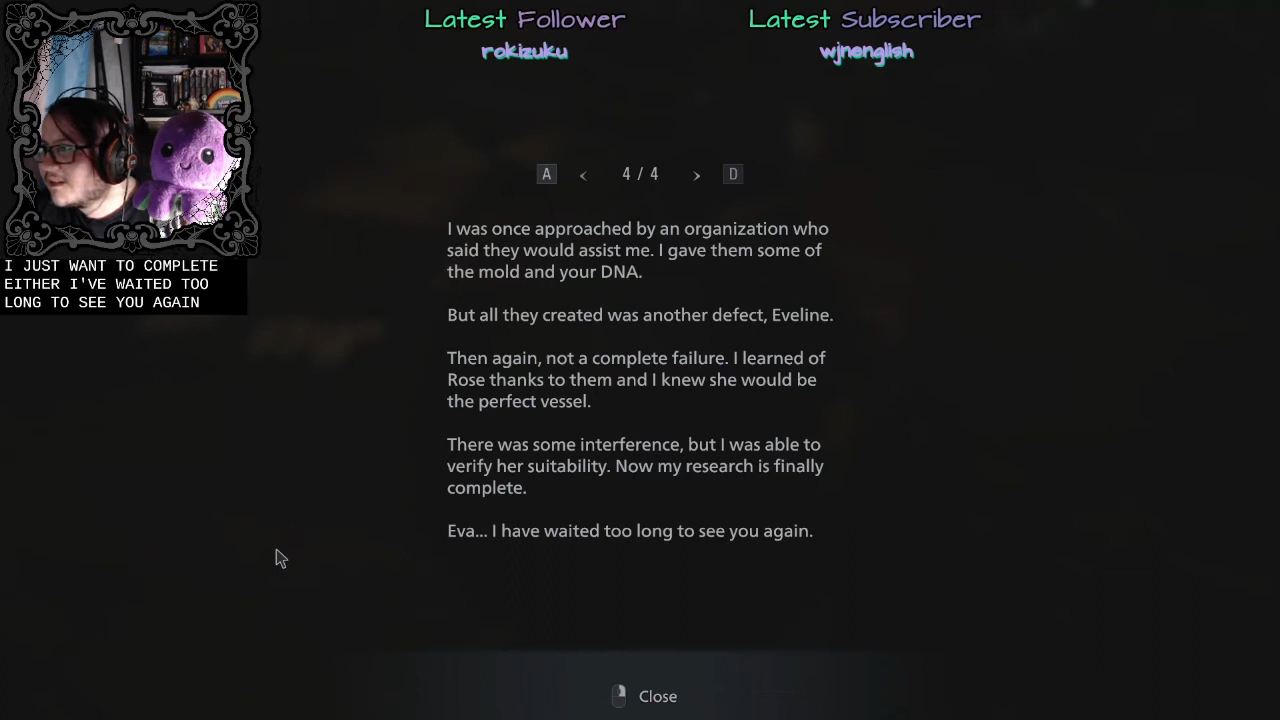 Latest Follower
rokizuku
Latest Subscriber
wjnenglish
I JUST WANT TO COMPLETE
EITHER I'VE WAITED TOO
LONG TO SEE YOU AGAIN
A < 4 / 4 > D
I was once approached by an organization who
said they would assist me. I gave them some of
the mold and your DNA.
But all they created was another defect, Eveline.
Then again, not a complete failure. I learned of
Rose thanks to them and I knew she would be
the perfect vessel.
There was some interference, but I was able to
verify her suitability. Now my research is finally
complete.
Eva... I have waited too long to see you again.
Close